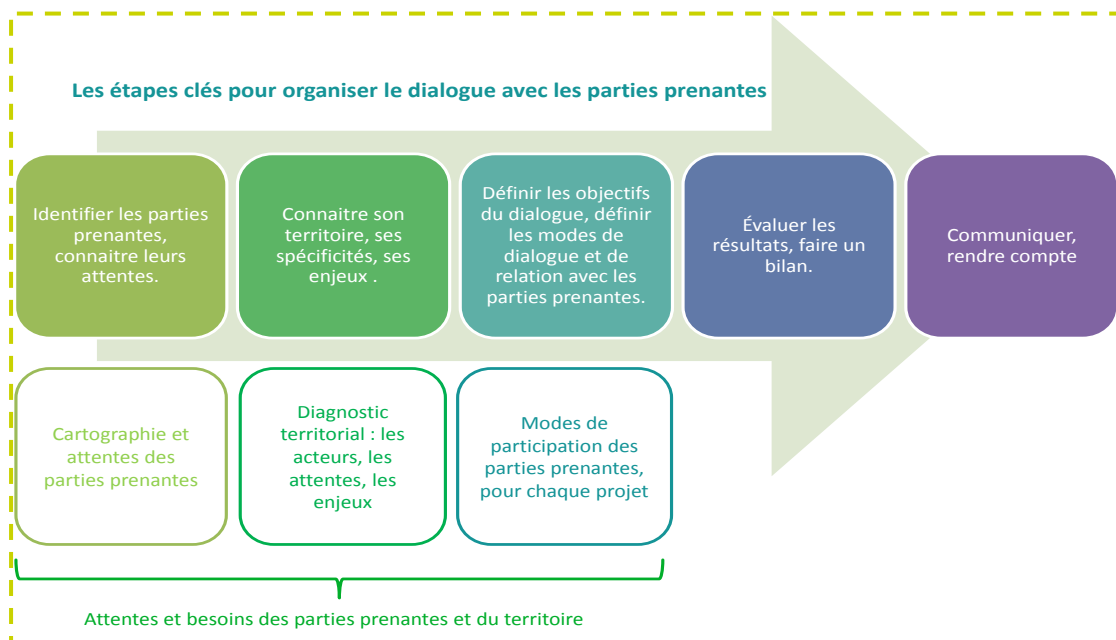 Les étapes clés pour organiser le dialogue avec les parties prenantes
Identifier les parties
prenantes,
connaitre leurs
attentes.
Connaitre son
territoire, ses
spécificités, ses
enjeux .
Définir les objectifs
du dialogue, définir
les modes de
dialogue et de
relation avec les
parties prenantes.
Évaluer les
résultats, faire un
bilan.
Communiquer,
rendre compte
Cartographie et
attentes des
parties prenantes
Diagnostic
territorial : les
acteurs, les
attentes, les
enjeux
Modes de
participation des
parties prenantes,
pour chaque projet
Attentes et besoins des parties prenantes et du territoire